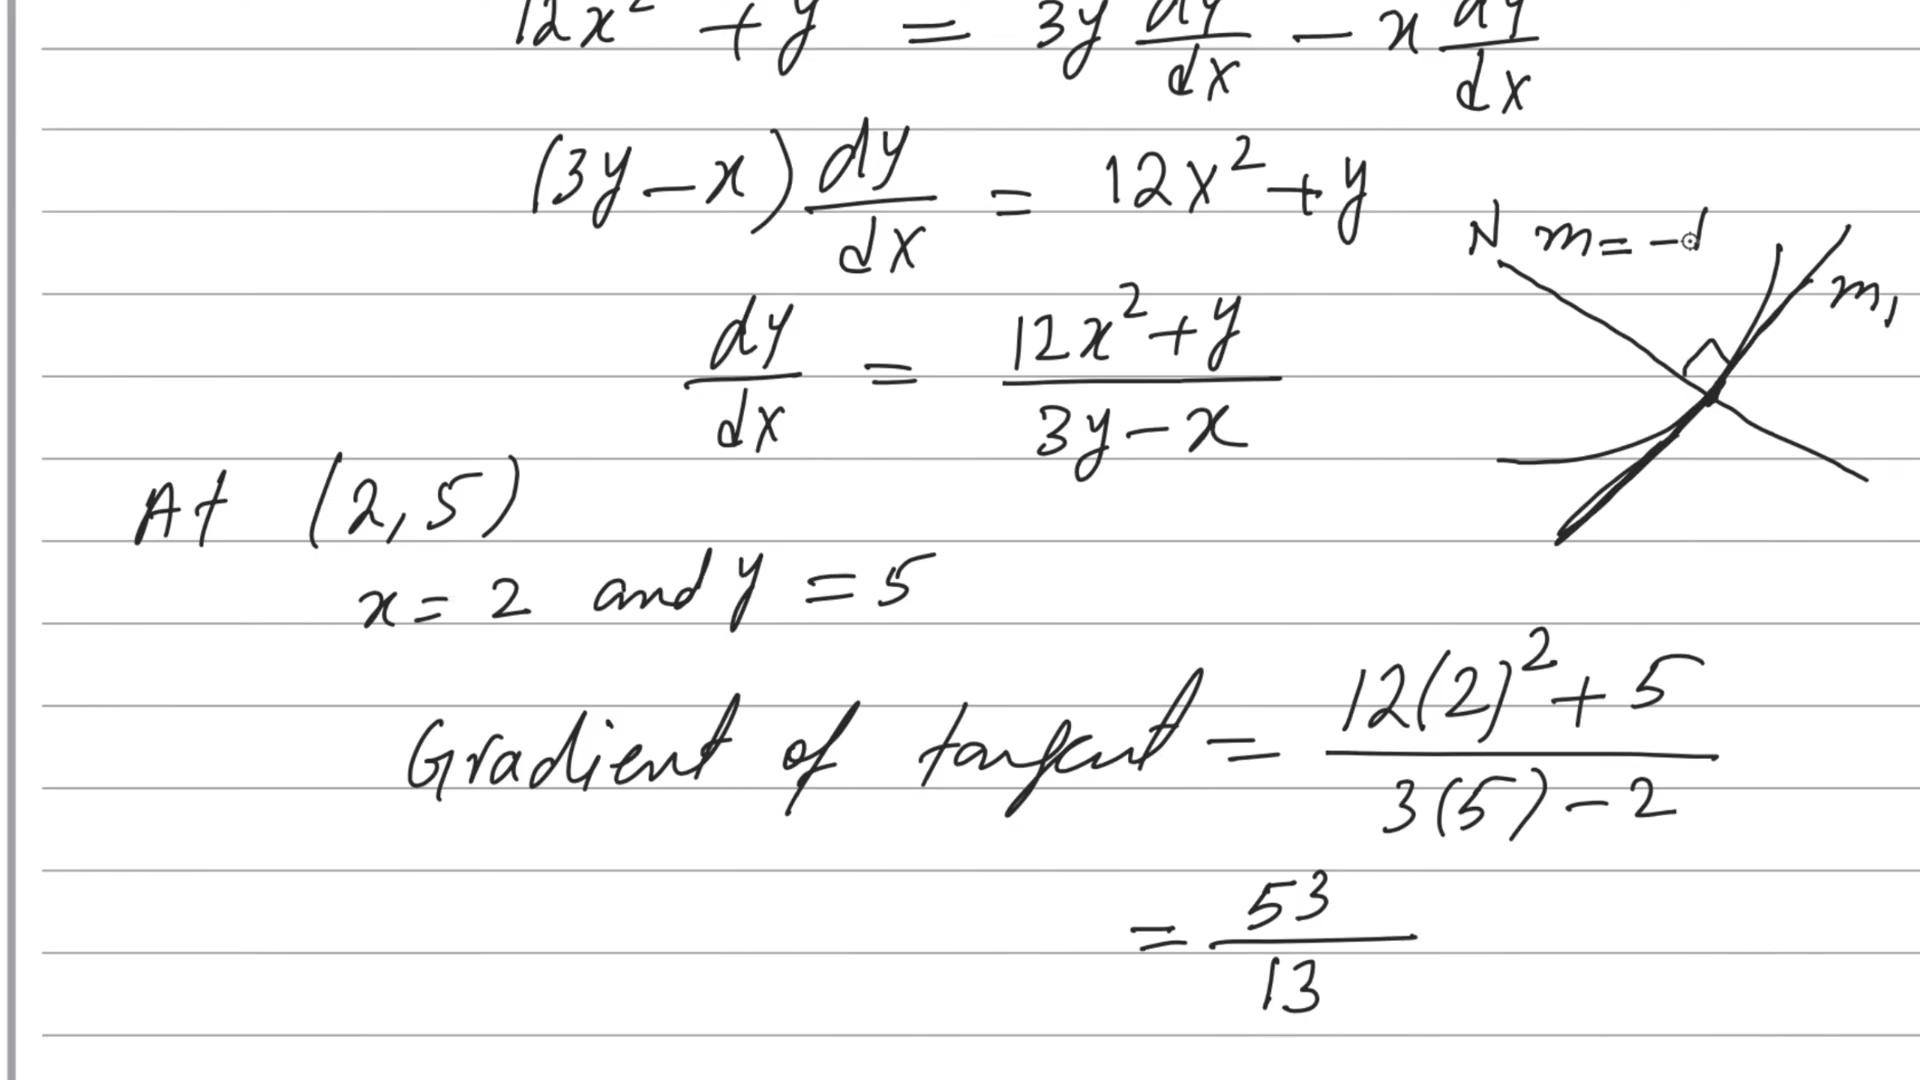 12x² + y = 3y dy/dx − x dy/dx
(3y − x) dy/dx = 12x² + y
N m = −d
m₁
dy/dx = (12x² + y)/(3y − x)
At (2, 5)
x = 2 and y = 5
Gradient of tangent = (12(2)² + 5)/(3(5) − 2)
= 53/13